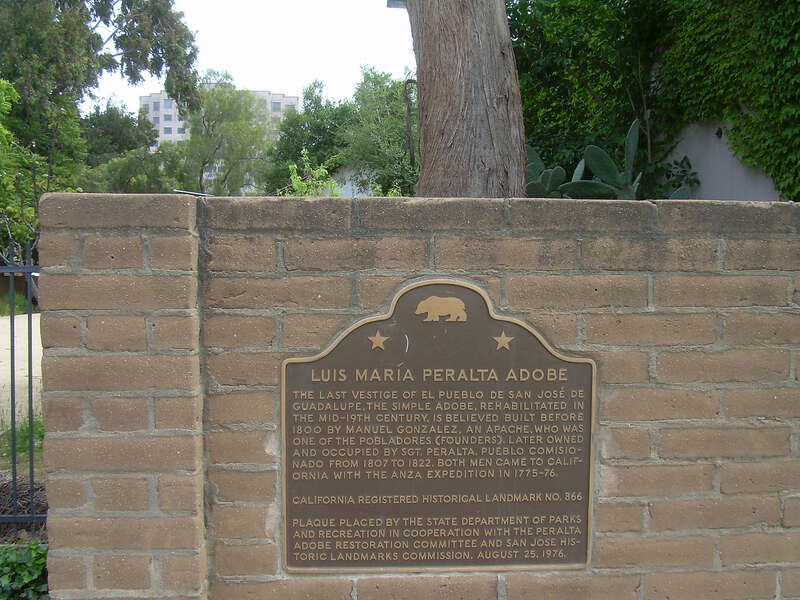 LUIS MARÍA PERALTA ADOBE
THE LAST VESTIGE OF EL PUEBLO DE SAN JOSÉ DE
GUADALUPE, THE SIMPLE ADOBE, REHABILITATED IN
THE MID-19TH CENTURY, IS BELIEVED BUILT BEFORE
1800 BY MANUEL GONZALEZ, AN APACHE, WHO WAS
ONE OF THE POBLADORES (FOUNDERS). LATER OWNED
AND OCCUPIED BY SGT. PERALTA, PUEBLO COMISIO-
NADO FROM 1807 TO 1822. BOTH MEN CAME TO CALIF-
ORNIA WITH THE ANZA EXPEDITION IN 1775-76.
CALIFORNIA REGISTERED HISTORICAL LANDMARK NO. 866
PLAQUE PLACED BY THE STATE DEPARTMENT OF PARKS
AND RECREATION IN COOPERATION WITH THE PERALTA
ADOBE RESTORATION COMMITTEE AND SAN JOSE HIS-
TORIC LANDMARKS COMMISSION, AUGUST 25, 1976.